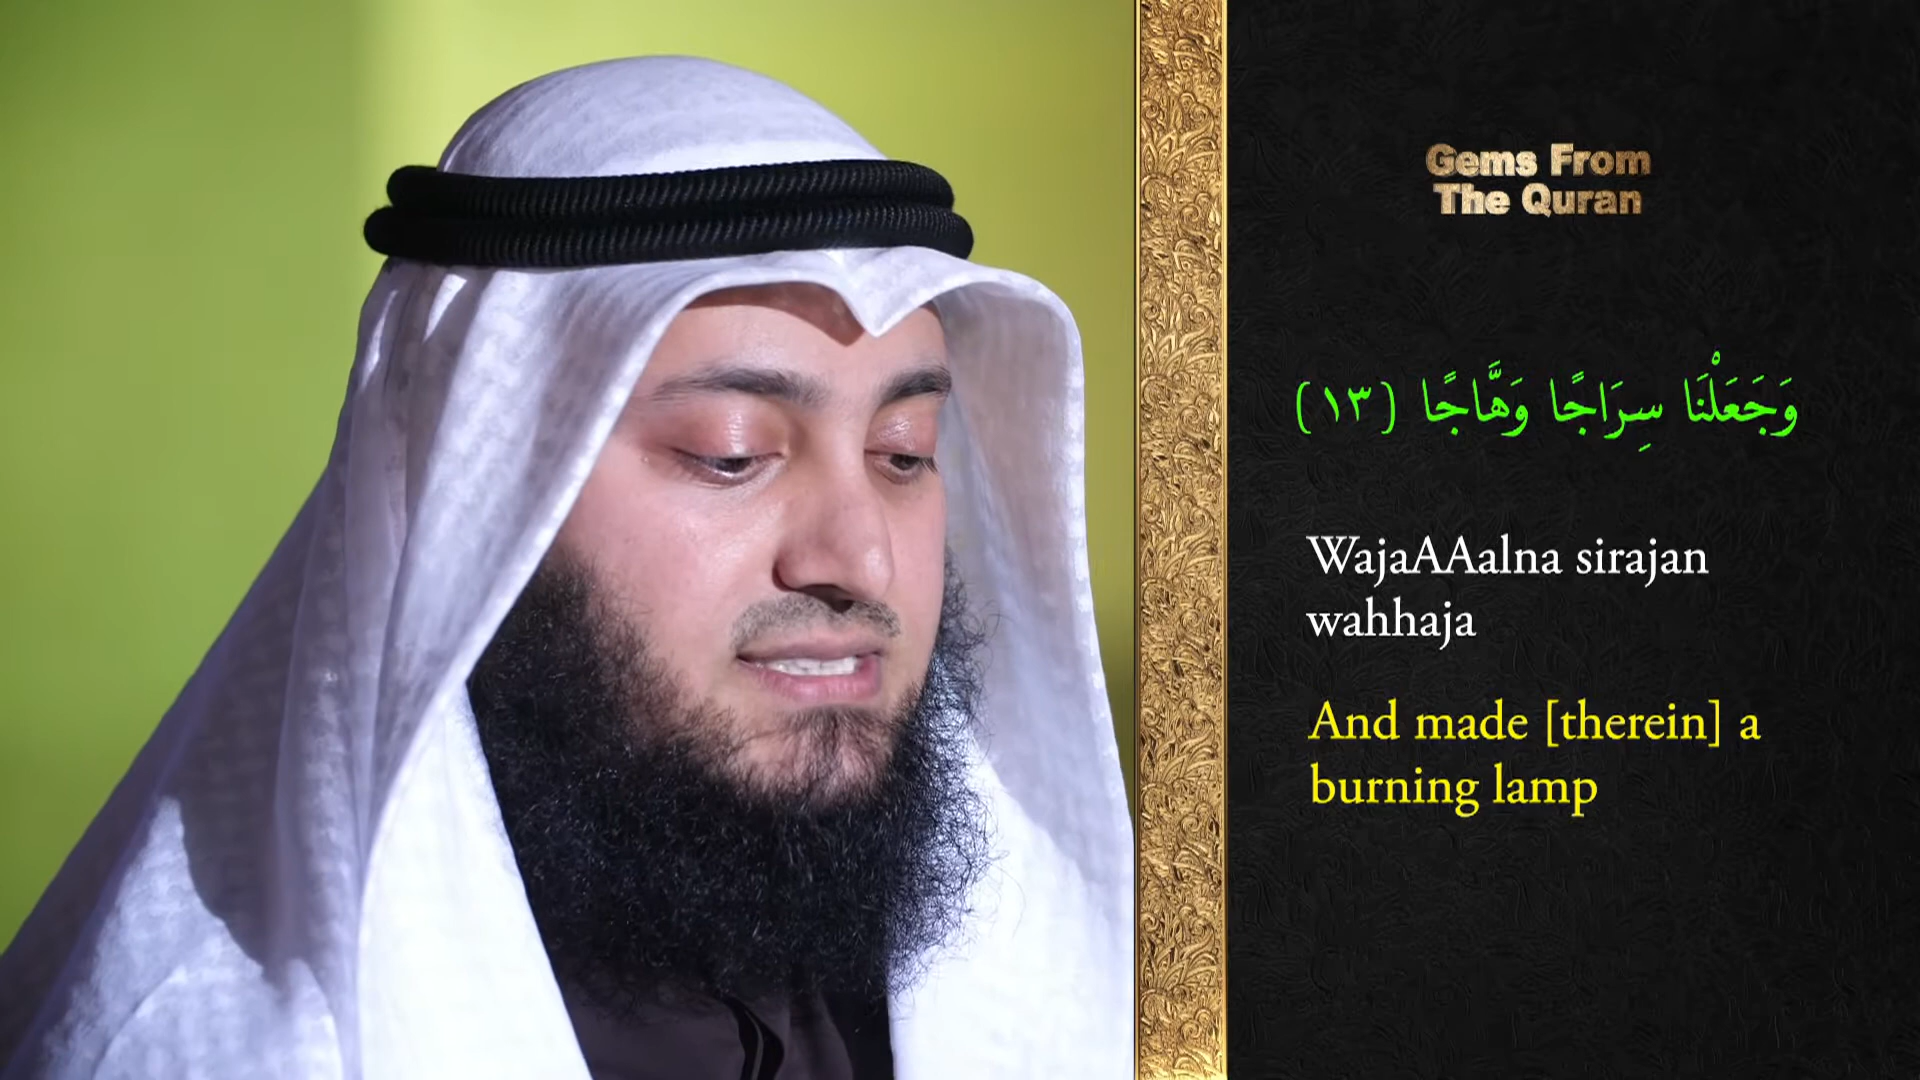 Gems From
The Quran
وَجَعَلْنَا سِرَاجًا وَهَّاجًا (١٣)
WajaAAalna sirajan
wahhaja
And made [therein] a
burning lamp